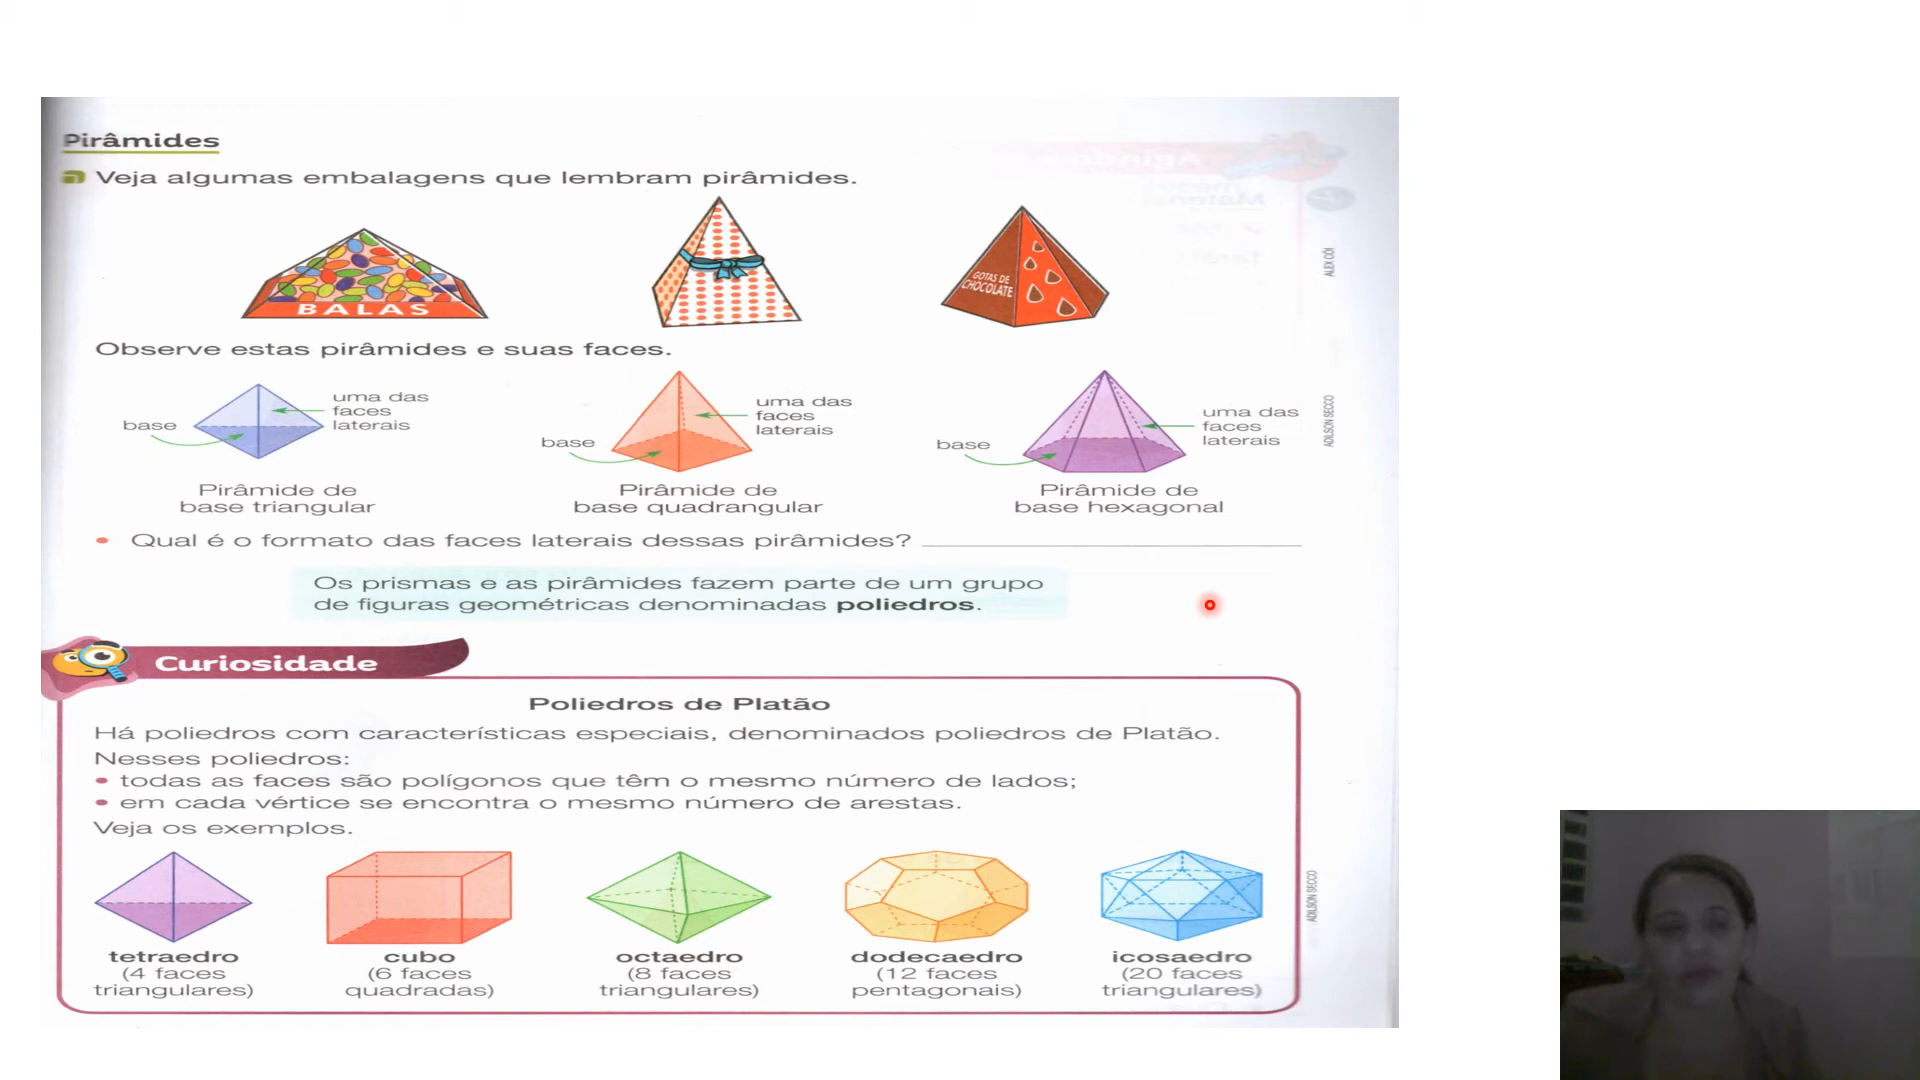 Pirâmides
Veja algumas embalagens que lembram pirâmides.
BALAS
GOTAS DE
CHOCOLATE
ALEX CÓI
Observe estas pirâmides e suas faces.
base
uma das
faces
laterais
Pirâmide de
base triangular
base
uma das
faces
laterais
Pirâmide de
base quadrangular
base
uma das
faces
laterais
Pirâmide de
base hexagonal
ADILSON SECCO
Qual é o formato das faces laterais dessas pirâmides?
Os prismas e as pirâmides fazem parte de um grupo
de figuras geométricas denominadas poliedros.
Curiosidade
Poliedros de Platão
Há poliedros com características especiais, denominados poliedros de Platão.
Nesses poliedros:
• todas as faces são polígonos que têm o mesmo número de lados;
• em cada vértice se encontra o mesmo número de arestas.
Veja os exemplos.
tetraedro
(4 faces
triangulares)
cubo
(6 faces
quadradas)
octaedro
(8 faces
triangulares)
dodecaedro
(12 faces
pentagonais)
icosaedro
(20 faces
triangulares)
ADILSON SECCO